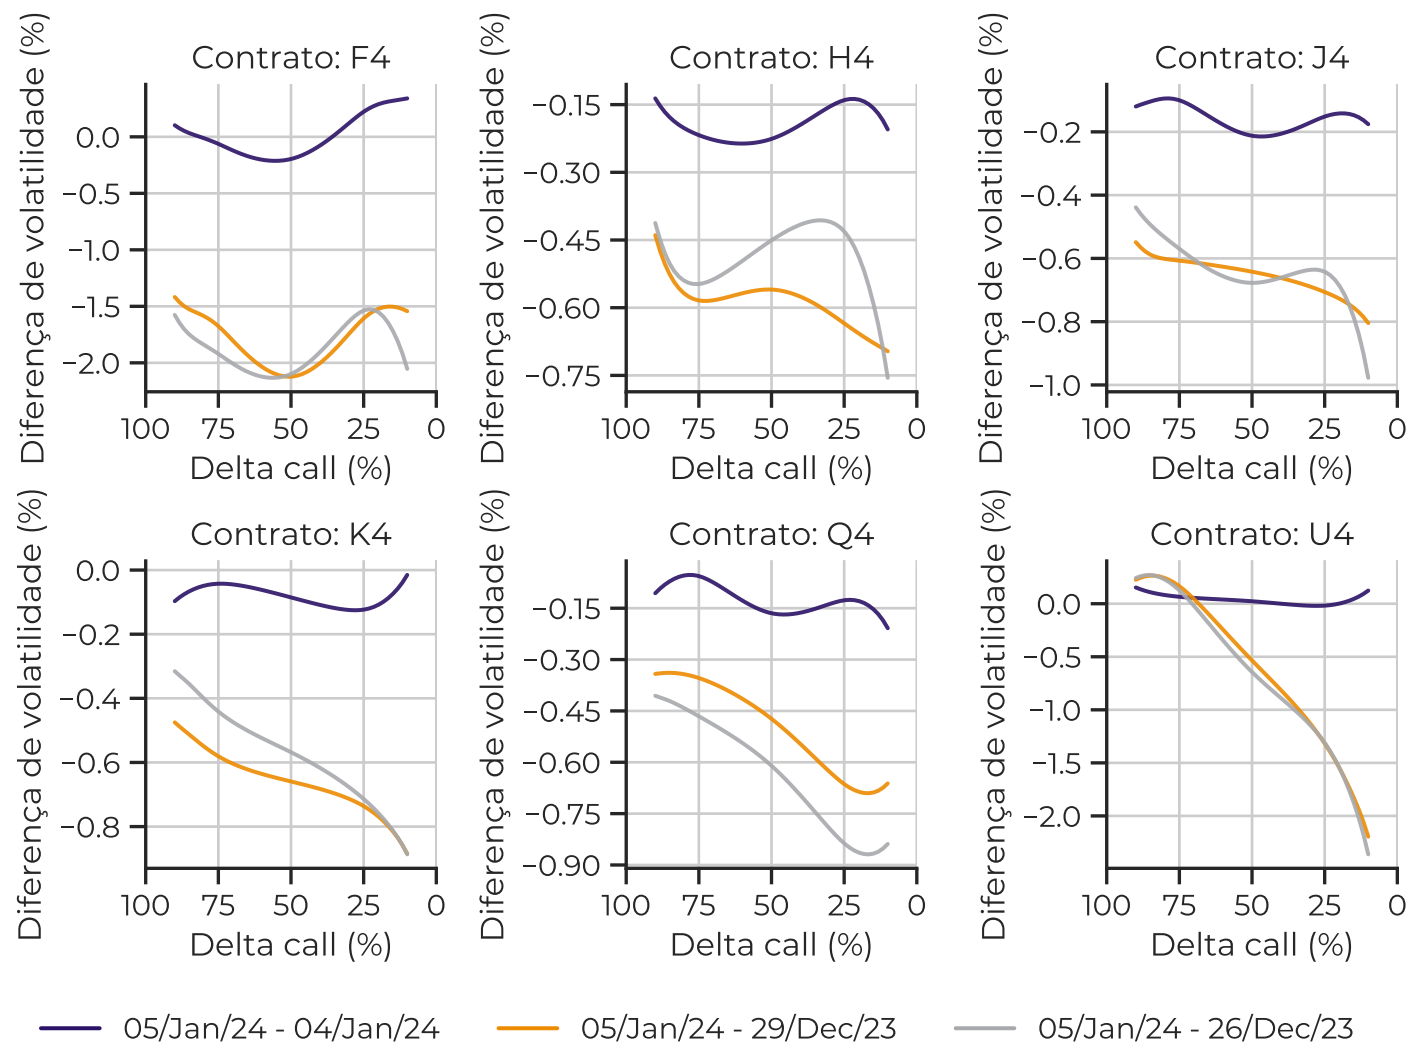 Contrato: F4
Diferença de volatilidade (%)
0.0
−0.5
−1.0
−1.5
−2.0
100 75 50 25 0
Delta call (%)
Contrato: H4
Diferença de volatilidade (%)
−0.15
−0.30
−0.45
−0.60
−0.75
100 75 50 25 0
Delta call (%)
Contrato: J4
Diferença de volatilidade (%)
−0.2
−0.4
−0.6
−0.8
−1.0
100 75 50 25 0
Delta call (%)
Contrato: K4
Diferença de volatilidade (%)
0.0
−0.2
−0.4
−0.6
−0.8
100 75 50 25 0
Delta call (%)
Contrato: Q4
Diferença de volatilidade (%)
−0.15
−0.30
−0.45
−0.60
−0.75
−0.90
100 75 50 25 0
Delta call (%)
Contrato: U4
Diferença de volatilidade (%)
0.0
−0.5
−1.0
−1.5
−2.0
100 75 50 25 0
Delta call (%)
05/Jan/24 - 04/Jan/24 05/Jan/24 - 29/Dec/23 05/Jan/24 - 26/Dec/23